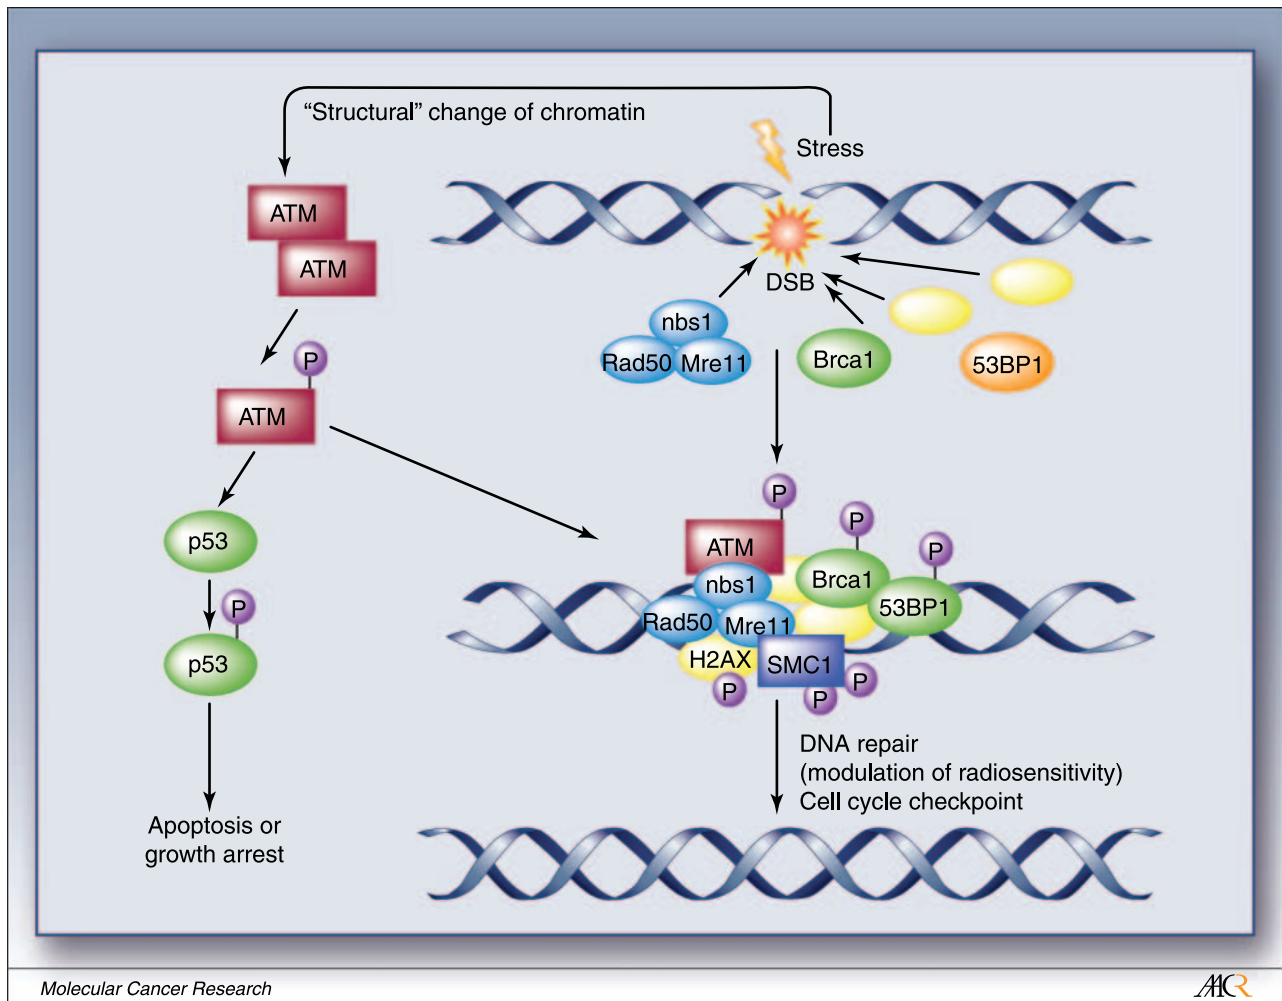 “Structural” change of chromatin
Stress
ATM
ATM
DSB
nbs1
Rad50
Mre11
Brca1
53BP1
P
ATM
P
P
P
ATM
Brca1
p53
nbs1
53BP1
Rad50
Mre11
P
H2AX
SMC1
p53
P
P
P
DNA repair
(modulation of radiosensitivity)
Cell cycle checkpoint
Apoptosis or
growth arrest
Molecular Cancer Research
AACR